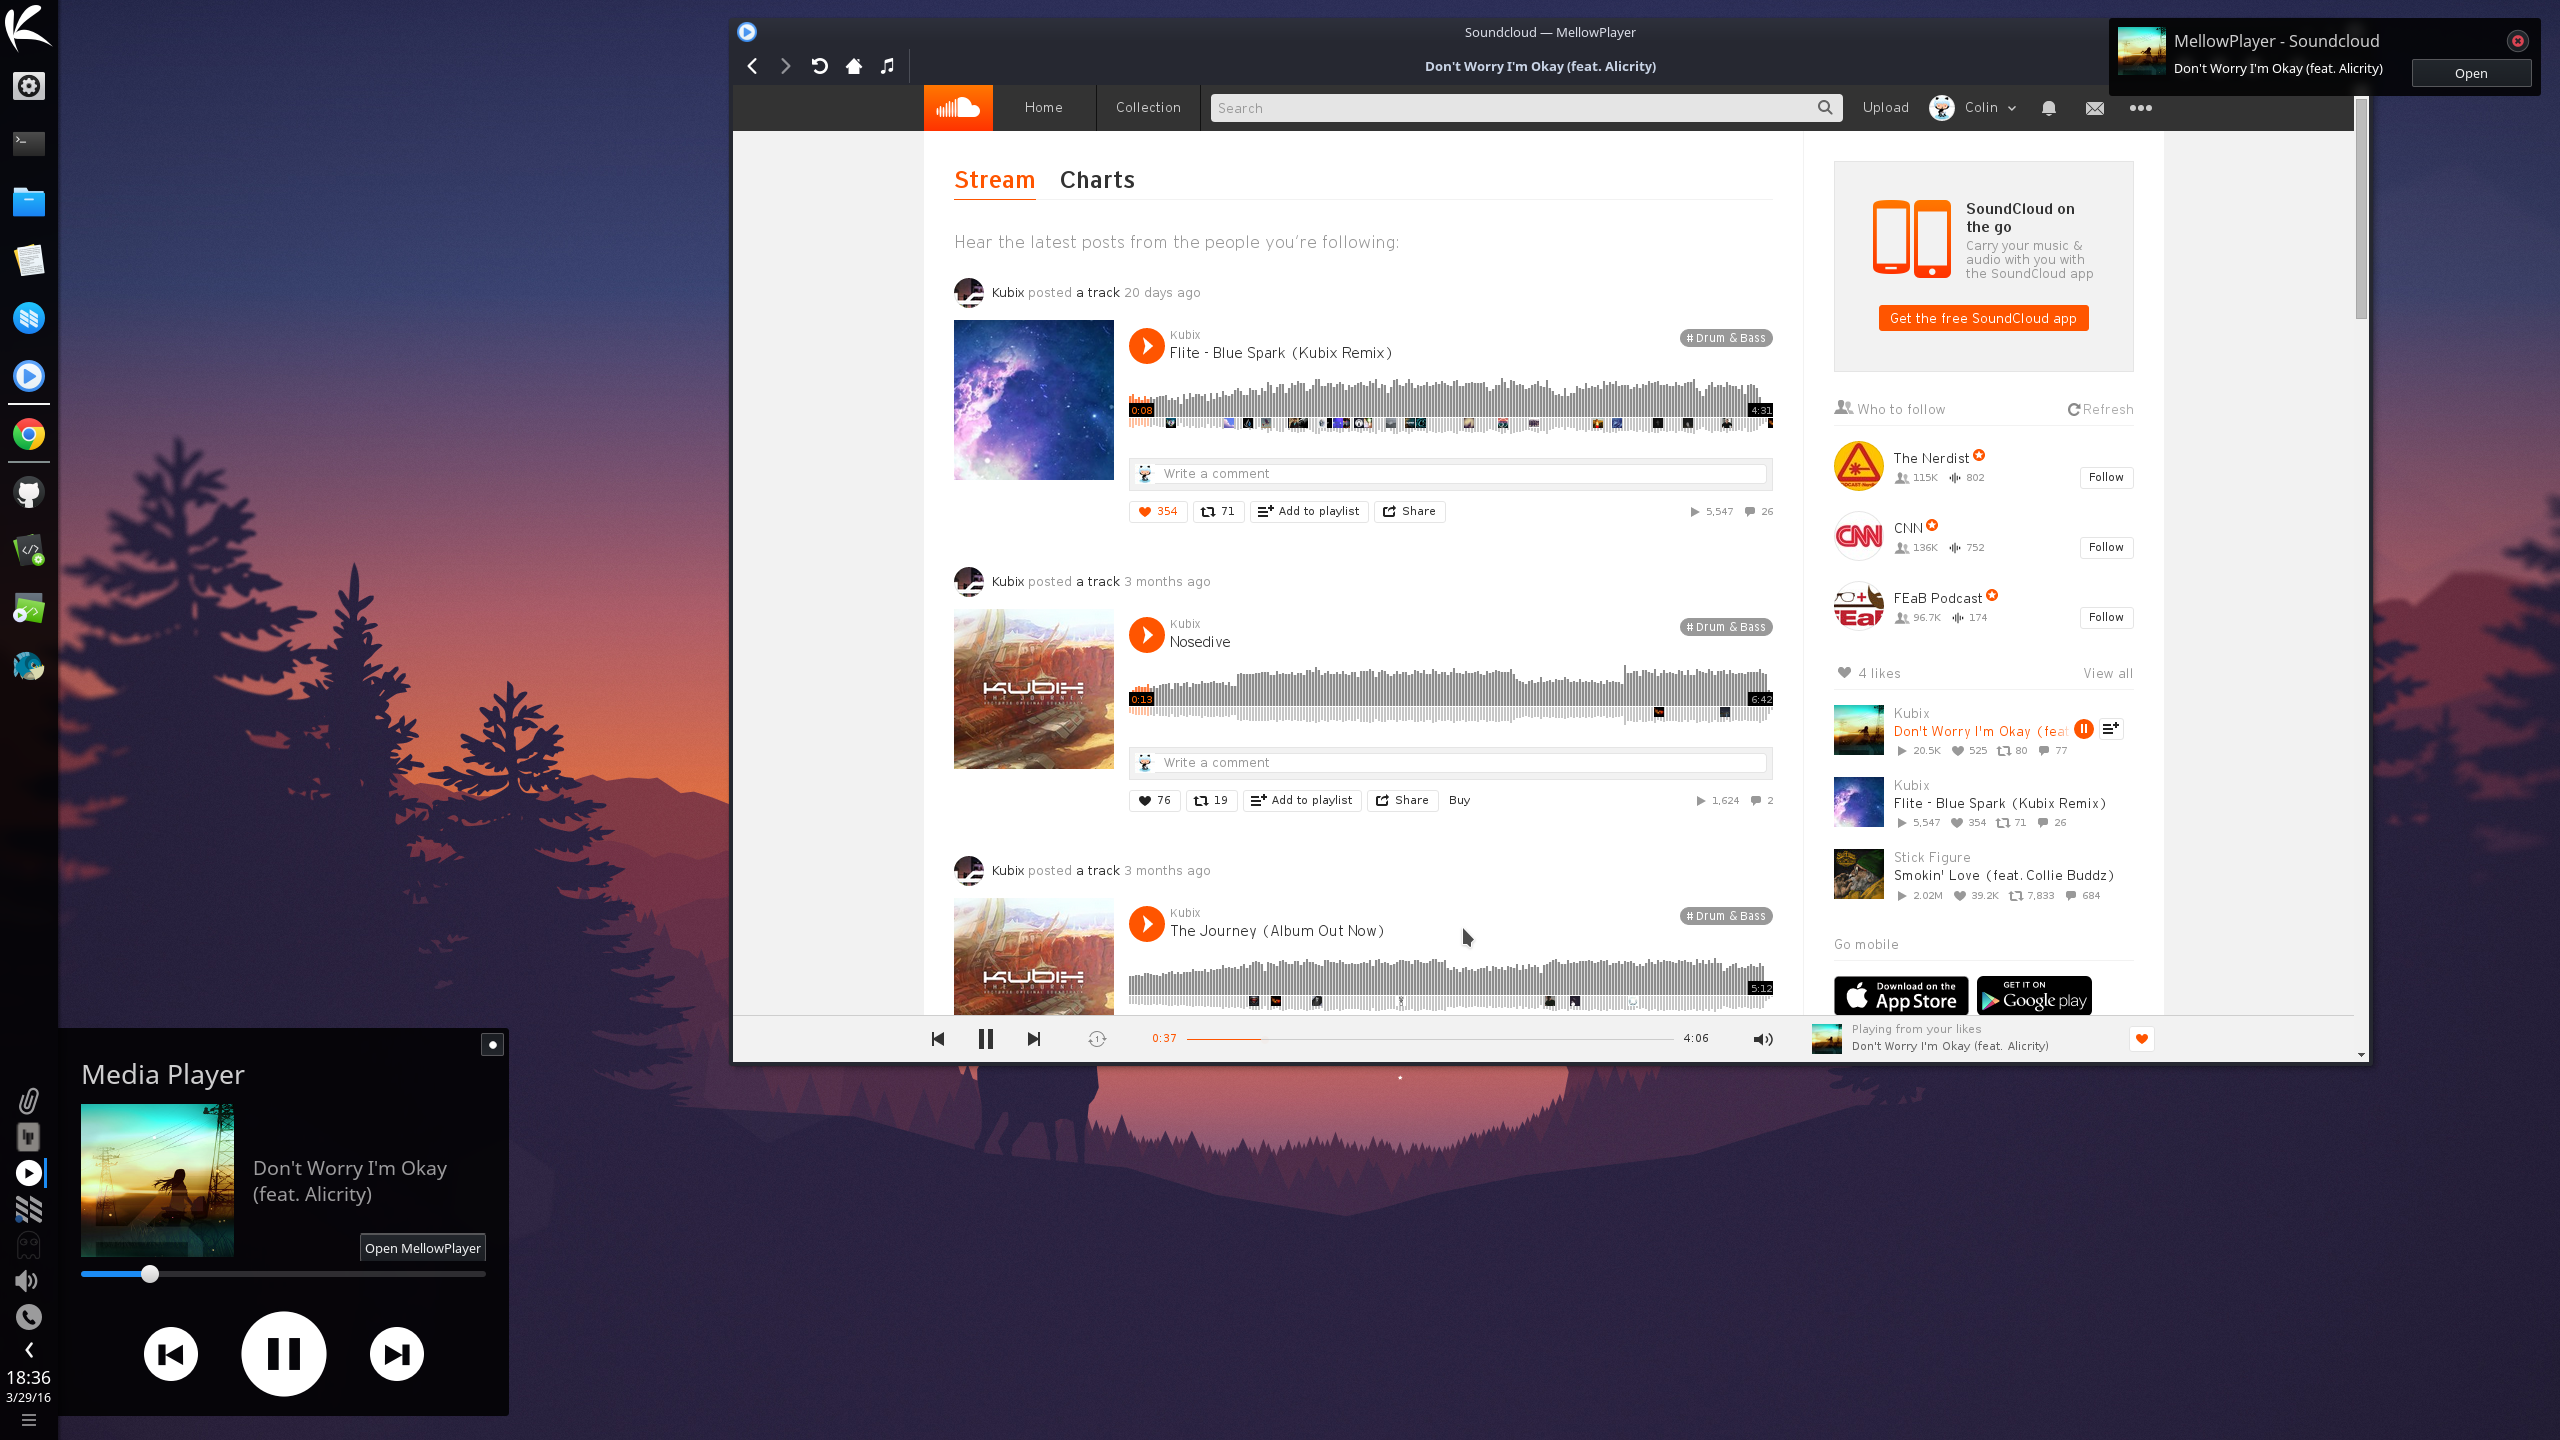 Soundcloud — MellowPlayer
Don't Worry I'm Okay (feat. Alicrity)
MellowPlayer - Soundcloud
Don't Worry I'm Okay (feat. Alicrity)
Open
Home
Collection
Search
Upload
Colin
Stream
Charts
Hear the latest posts from the people you're following:
Kubix posted a track 20 days ago
Kubix
Flite - Blue Spark (Kubix Remix)
# Drum & Bass
0:08
4:31
Write a comment
354
71
Add to playlist
Share
5,547
26
Kubix posted a track 3 months ago
KUBIX
THE JOURNEY
Kubix
Nosedive
# Drum & Bass
0:13
6:42
Write a comment
76
19
Add to playlist
Share
Buy
1,624
2
Kubix posted a track 3 months ago
KUBIX
THE JOURNEY
Kubix
The Journey (Album Out Now)
# Drum & Bass
5:12
SoundCloud on
the go
Carry your music &
audio with you with
the SoundCloud app
Get the free SoundCloud app
Who to follow
Refresh
The Nerdist
115K
802
Follow
CNN
CNN
136K
752
Follow
FEaB Podcast
96.7K
174
Follow
4 likes
View all
Kubix
Don't Worry I'm Okay (feat
20.5K
525
80
77
Kubix
Flite - Blue Spark (Kubix Remix)
5,547
354
71
26
Stick Figure
Smokin' Love (feat. Collie Buddz)
2.02M
39.2K
7,833
684
Go mobile
Download on the
App Store
GET IT ON
Google play
0:37
4:06
Playing from your likes
Don't Worry I'm Okay (feat. Alicrity)
Media Player
Don't Worry I'm Okay
(feat. Alicrity)
Open MellowPlayer
18:36
3/29/16